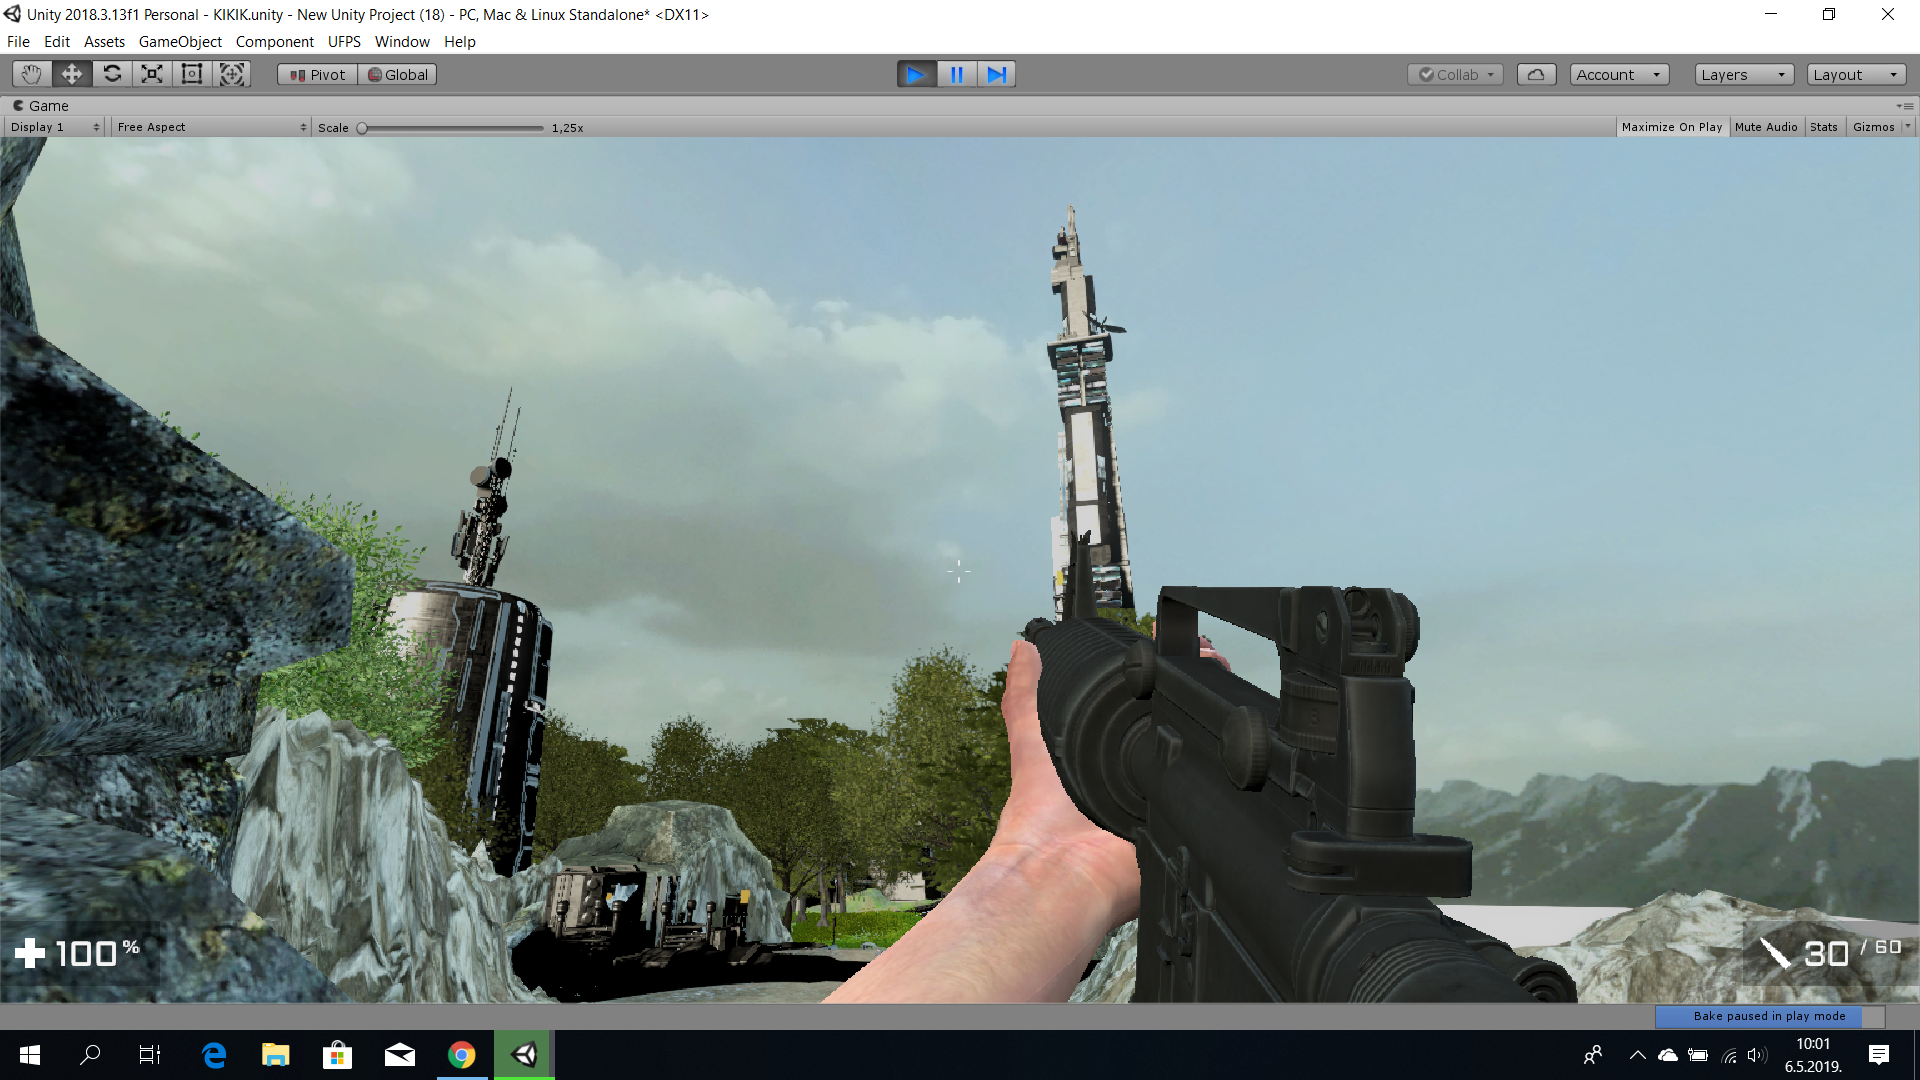 Unity 2018.3.13f1 Personal - KIKIK.unity - New Unity Project (18) - PC, Mac & Linux Standalone* <DX11>
File Edit Assets GameObject Component UFPS Window Help
Pivot Global Collab Account Layers Layout
Game
Display 1 Free Aspect Scale 1,25x Maximize On Play Mute Audio Stats Gizmos
100%
30 / 60
Bake paused in play mode
10:01
6.5.2019.